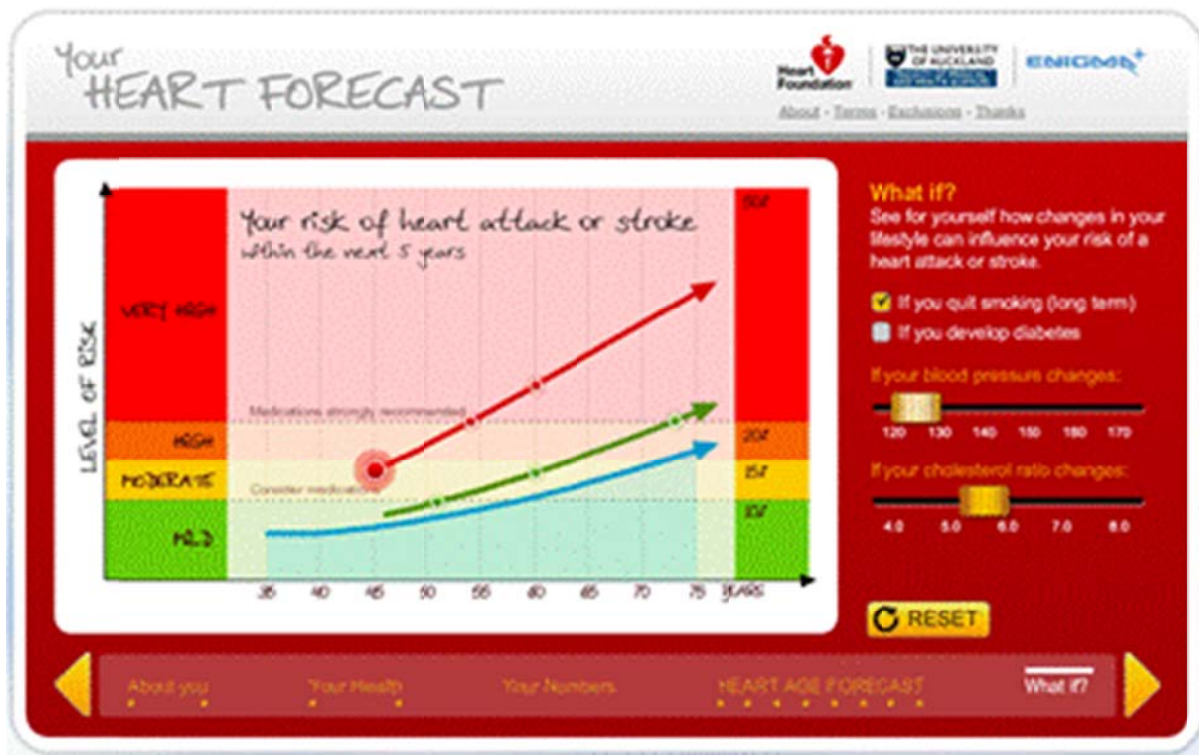 Your
HEART FORECAST
Heart
Foundation
THE UNIVERSITY
OF AUCKLAND
ENIGMA
About - Terms - Exclusions - Thanks
Your risk of heart attack or stroke
within the next 5 years
LEVEL OF RISK
VERY HIGH
HIGH
MODERATE
MILD
Medications strongly recommended
Consider medications
20%
15%
10%
35 40 45 50 55 60 65 70 75 YEARS
What if?
See for yourself how changes in your
lifestyle can influence your risk of a
heart attack or stroke.
If you quit smoking (long term)
If you develop diabetes
If your blood pressure changes:
120 130 140 150 160 170
If your cholesterol ratio changes:
4.0 5.0 6.0 7.0 8.0
RESET
About you
Your Health
Your Numbers
HEART AGE FORECAST
What if?